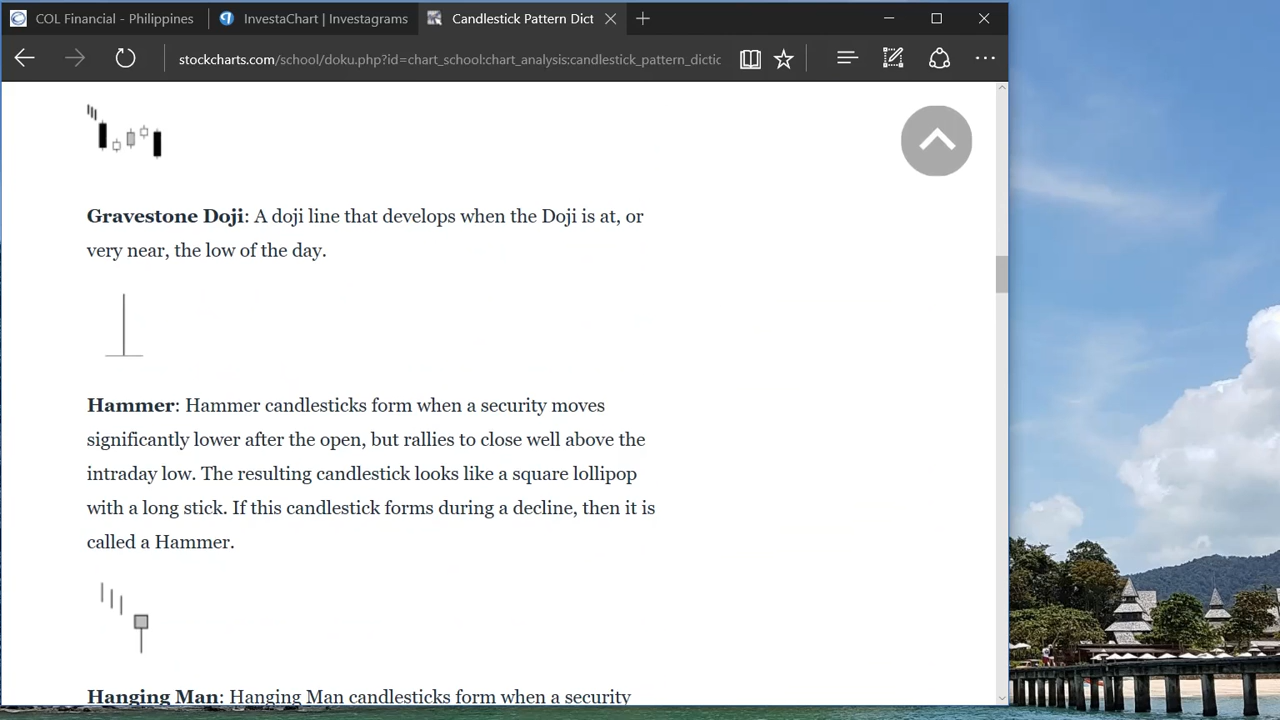 COL Financial - Philippines
InvestaChart | Investagrams
Candlestick Pattern Dict
stockcharts.com/school/doku.php?id=chart_school:chart_analysis:candlestick_pattern_dictic
Gravestone Doji: A doji line that develops when the Doji is at, or
very near, the low of the day.
Hammer: Hammer candlesticks form when a security moves
significantly lower after the open, but rallies to close well above the
intraday low. The resulting candlestick looks like a square lollipop
with a long stick. If this candlestick forms during a decline, then it is
called a Hammer.
Hanging Man: Hanging Man candlesticks form when a security